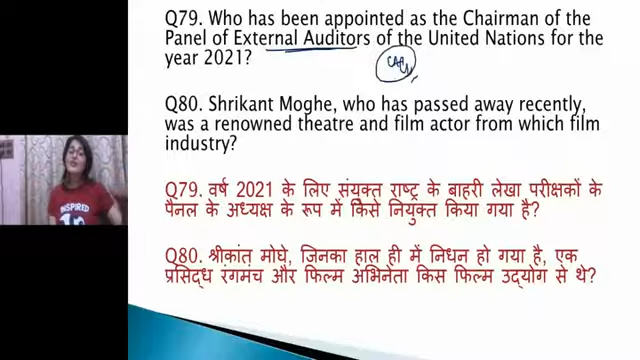 Q79. Who has been appointed as the Chairman of the
Panel of External Auditors of the United Nations for the
year 2021?
Q80. Shrikant Moghe, who has passed away recently,
was a renowned theatre and film actor from which film
industry?
INSPIRED
Q79. वर्ष 2021 के लिए संयुक्त राष्ट्र के बाहरी लेखा परीक्षकों के
पैनल के अध्यक्ष के रूप में किसे नियुक्त किया गया है?
Q80. श्रीकांत मोघे, जिनका हाल ही में निधन हो गया है, एक
प्रसिद्ध रंगमंच और फिल्म अभिनेता किस फिल्म उद्योग से थे?